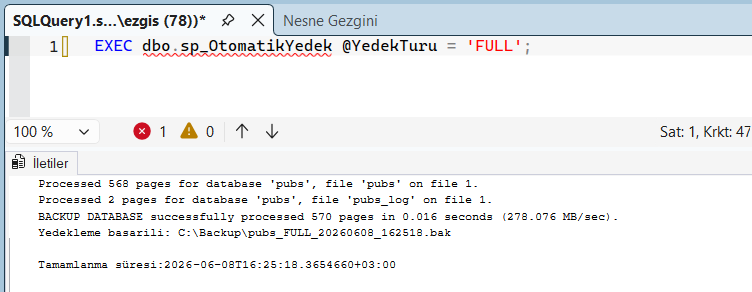 SQLQuery1.s...\ezgis (78))*
Nesne Gezgini
1 EXEC dbo.sp_OtomatikYedek @YedekTuru = 'FULL';
100 % 1 0 Sat: 1, Krkt: 47
İletiler
Processed 568 pages for database 'pubs', file 'pubs' on file 1.
Processed 2 pages for database 'pubs', file 'pubs_log' on file 1.
BACKUP DATABASE successfully processed 570 pages in 0.016 seconds (278.076 MB/sec).
Yedekleme basarili: C:\Backup\pubs_FULL_20260608_162518.bak
Tamamlanma süresi:2026-06-08T16:25:18.3654660+03:00